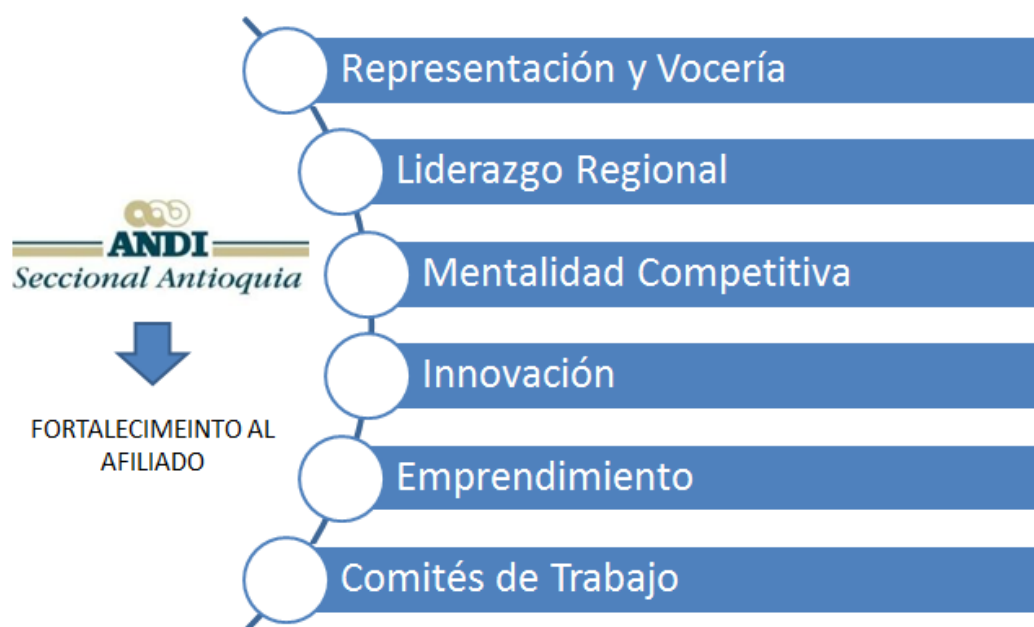 ANDI
Seccional Antioquia
FORTALECIMEINTO AL
AFILIADO
Representación y Vocería
Liderazgo Regional
Mentalidad Competitiva
Innovación
Emprendimiento
Comités de Trabajo